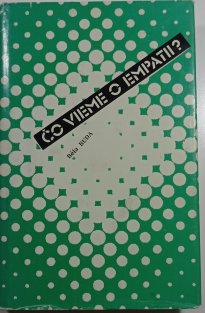 ČO VIEME O EMPATII?
Béla BUDA